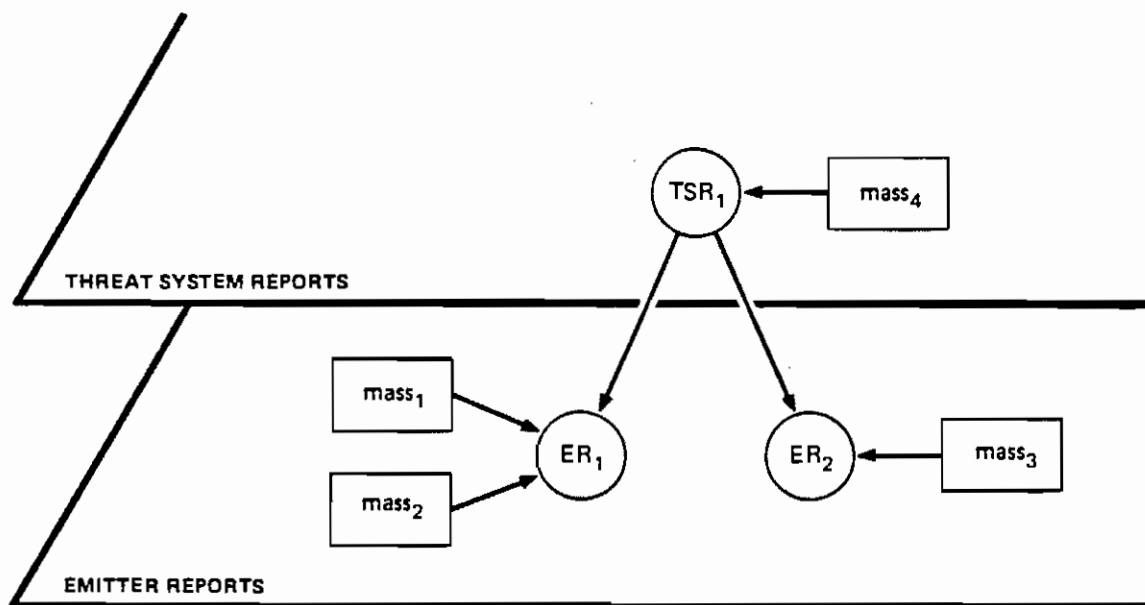 TSR₁
mass₄
THREAT SYSTEM REPORTS
mass₁
ER₁
ER₂
mass₃
mass₂
EMITTER REPORTS